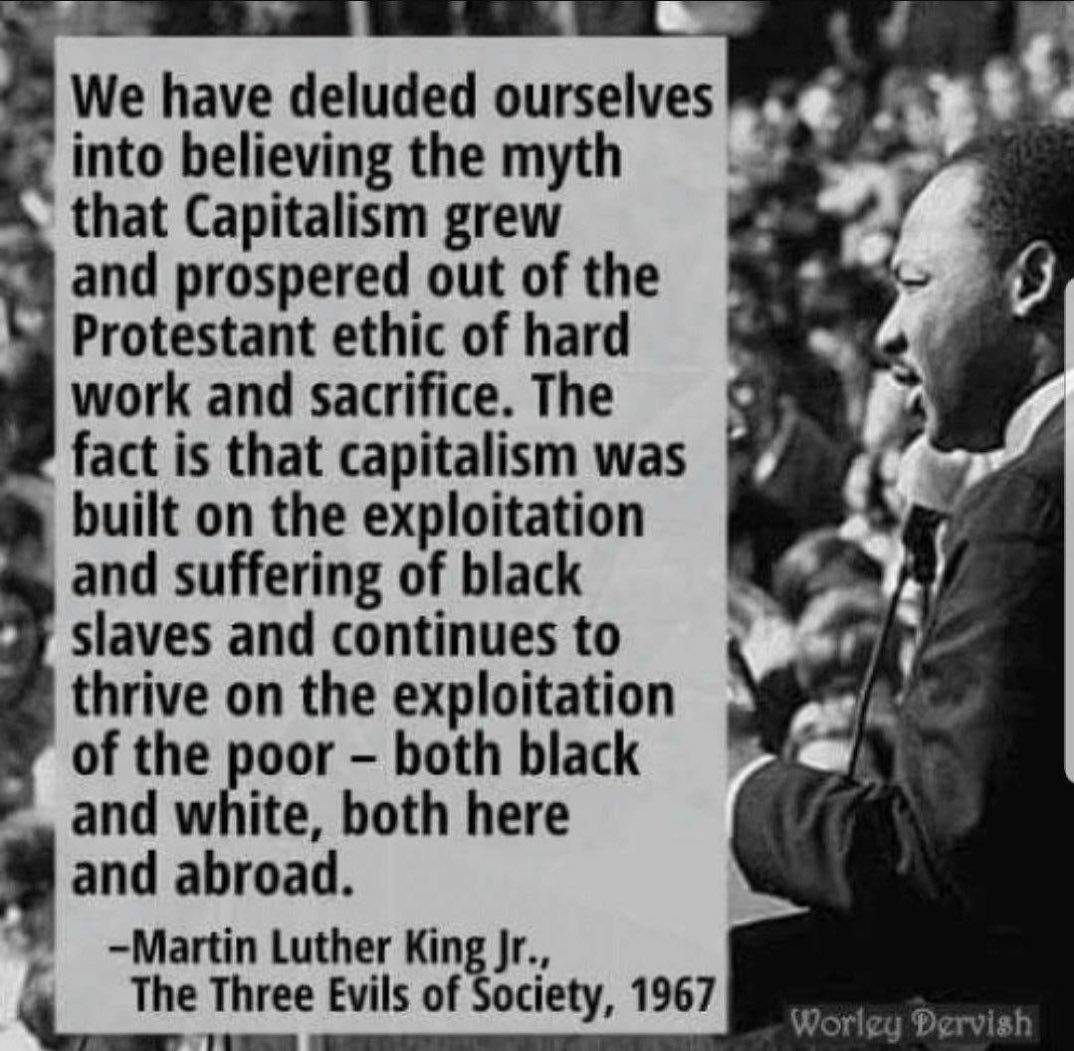 We have deluded ourselves
into believing the myth
that Capitalism grew
and prospered out of the
Protestant ethic of hard
work and sacrifice. The
fact is that capitalism was
built on the exploitation
and suffering of black
slaves and continues to
thrive on the exploitation
of the poor – both black
and white, both here
and abroad.
–Martin Luther King Jr.,
The Three Evils of Society, 1967
Worley Dervish